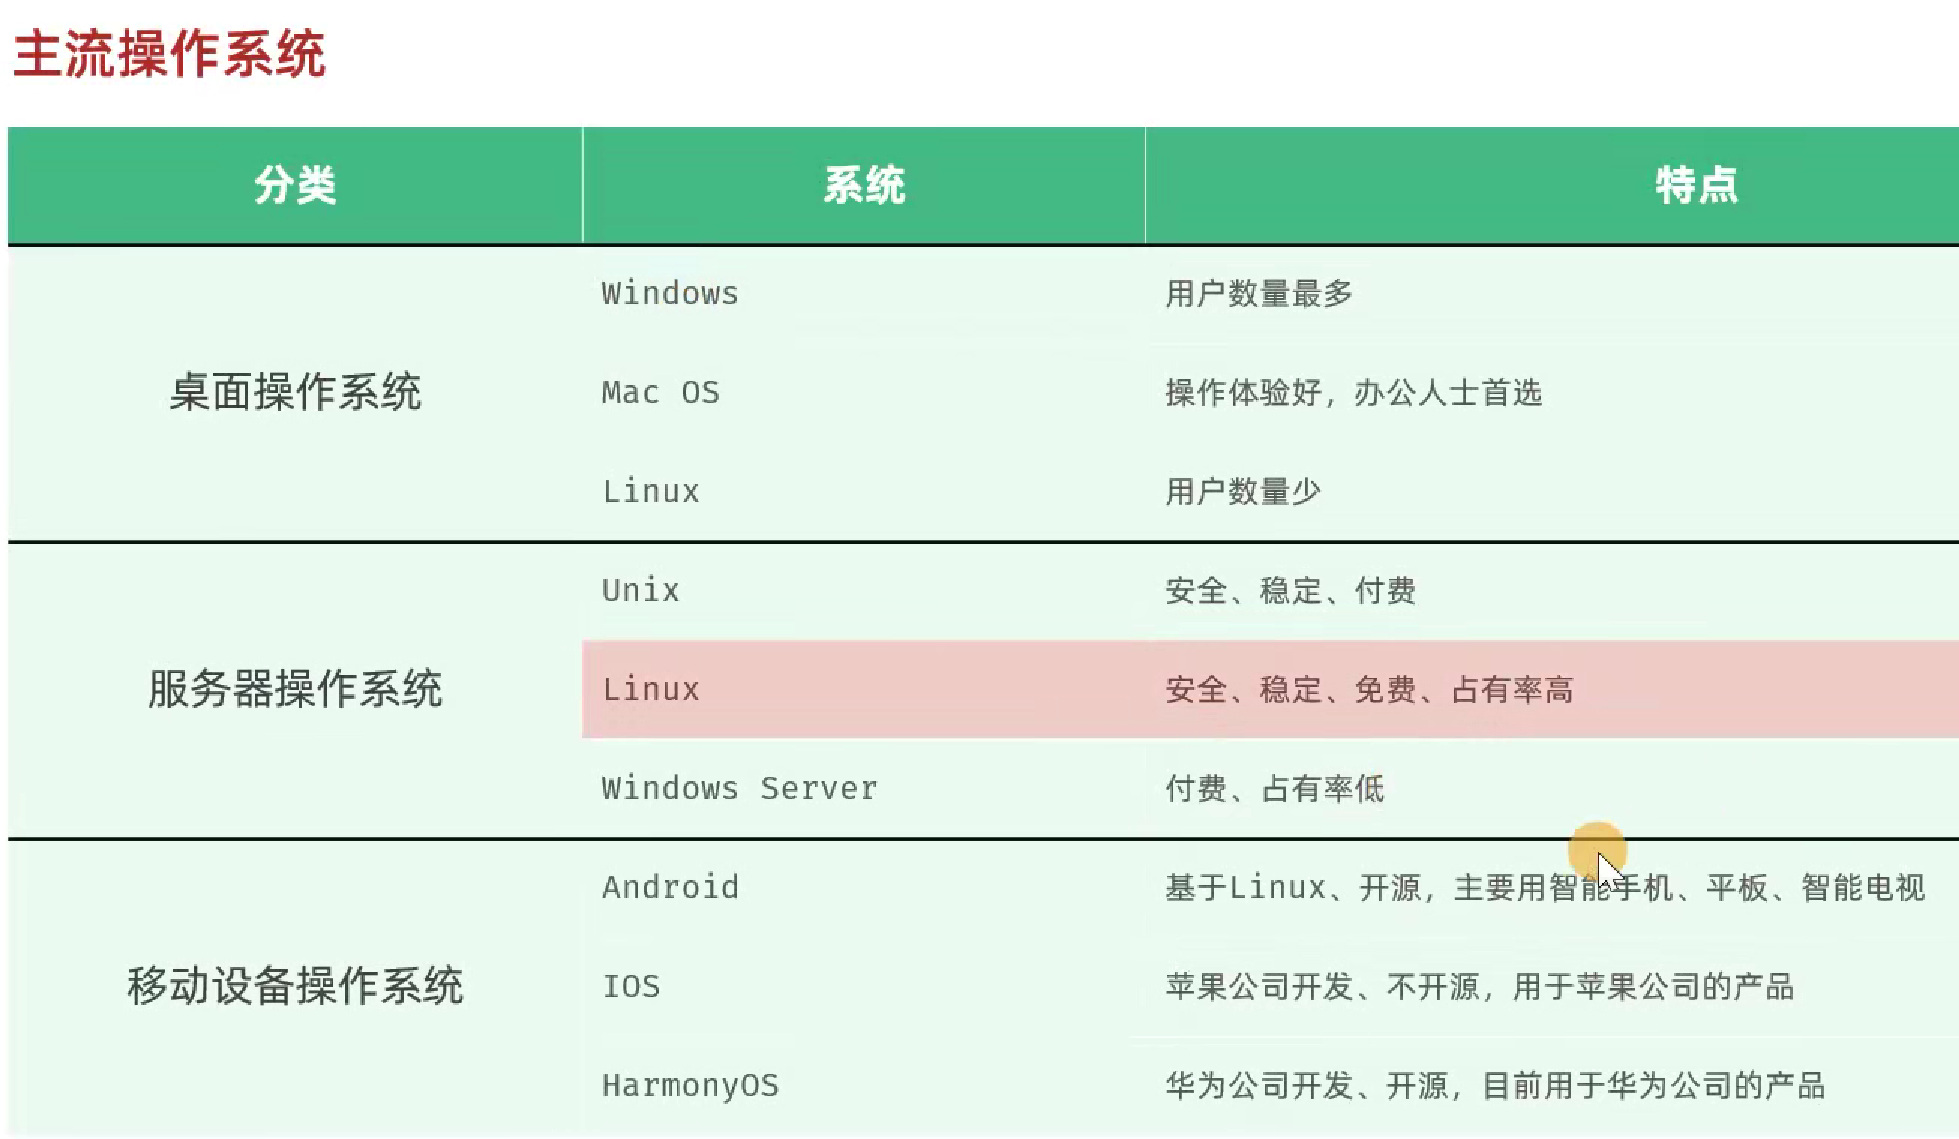 主流操作系统
分类 系统 特点
Windows 用户数量最多
桌面操作系统 Mac OS 操作体验好，办公人士首选
Linux 用户数量少
Unix 安全、稳定、付费
服务器操作系统 Linux 安全、稳定、免费、占有率高
Windows Server 付费、占有率低
Android 基于Linux、开源，主要用智能手机、平板、智能电视
移动设备操作系统 IOS 苹果公司开发、不开源，用于苹果公司的产品
HarmonyOS 华为公司开发、开源，目前用于华为公司的产品